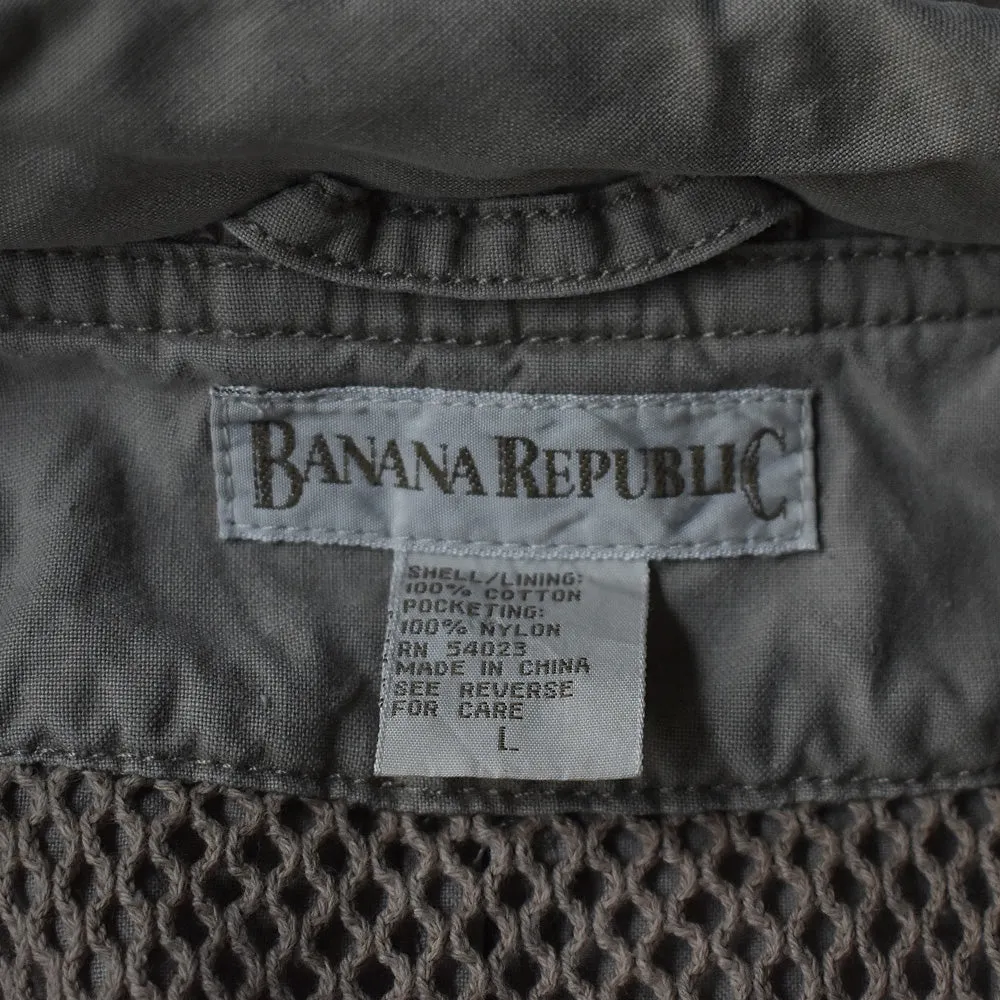 BANANA REPUBLIC
SHELL/LINING:
100% COTTON
POCKETING:
100% NYLON
RN 54023
MADE IN CHINA
SEE REVERSE
FOR CARE
L